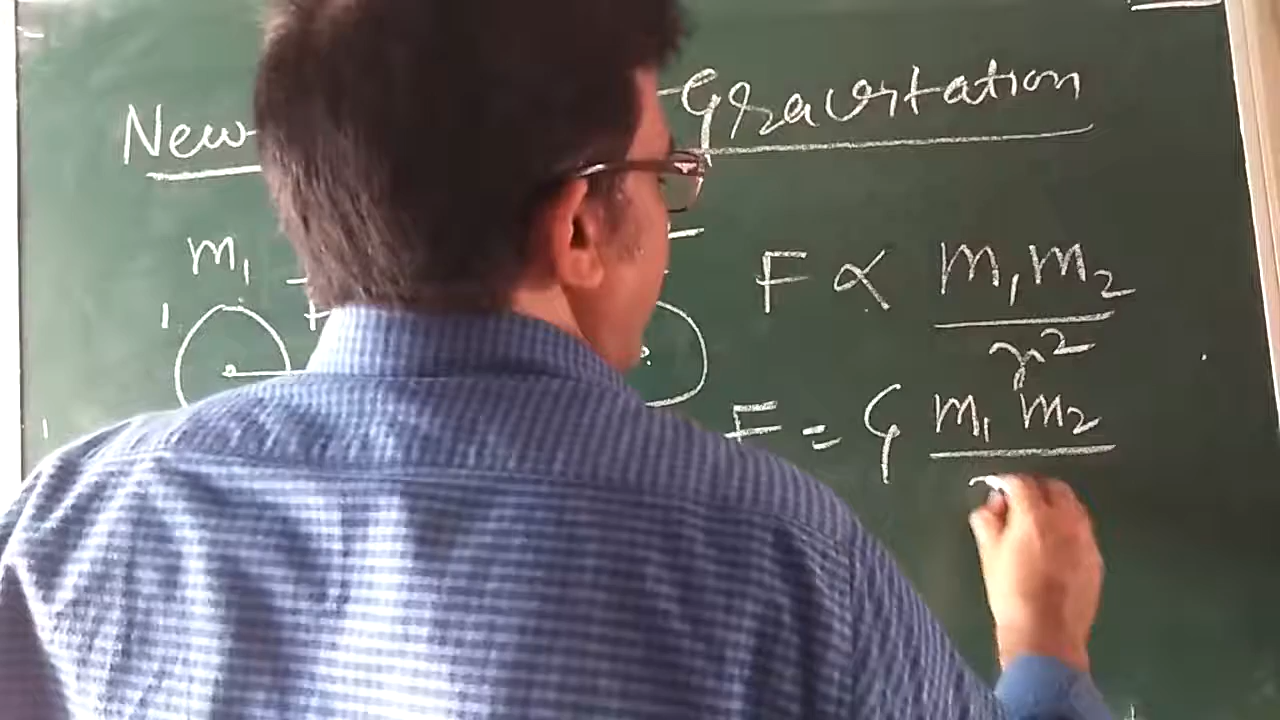 New Gravitation
m₁
F ∝ m₁m₂
r²
F = G m₁ m₂